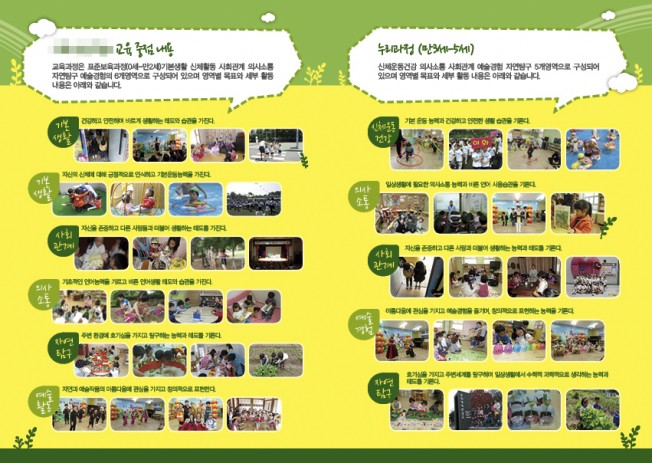 교육 중점 내용
교육과정은 표준보육과정(0세~만2세)기본생활 신체활동 사회관계 의사소통
자연탐구 예술경험의 6개영역으로 구성되어 있으며 영역별 목표와 세부 활동
내용은 아래와 같습니다.
기본
생활
건강하고 안전하며 바르게 생활하는 태도와 습관을 가진다.
기본
생활
자신의 신체에 대해 긍정적으로 인식하고 기본운동능력을 가진다.
사회
관계
자신을 존중하고 다른 사람들과 더불어 생활하는 태도를 가진다.
의사
소통
기초적인 언어능력을 기르고 바른 언어생활 태도와 습관을 가진다.
자연
탐구
주변 환경에 호기심을 가지고 탐구하는 능력과 태도를 기른다.
예술
활동
자연과 예술작품의 아름다움에 관심을 가지고 창의적으로 표현한다.
누리과정 (만3세-5세)
신체운동건강 의사소통 사회관계 예술경험 자연탐구 5개영역으로 구성되어
있으며 영역별 목표와 세부 활동 내용은 아래와 같습니다.
신체운동
건강
기본 운동 능력과 건강하고 안전한 생활 습관을 기른다.
의사
소통
일상생활에 필요한 의사소통 능력과 바른 언어 사용습관을 기른다.
사회
관계
자신을 존중하고 다른 사람과 더불어 생활하는 능력과 태도를 기른다.
예술
경험
아름다움에 관심을 가지고 예술경험을 즐기며, 창의적으로 표현하는 능력을 기른다.
자연
탐구
호기심을 가지고 주변세계를 탐구하며 일상생활에서 수학적 과학적으로 생각하는 능력과
태도를 기른다.